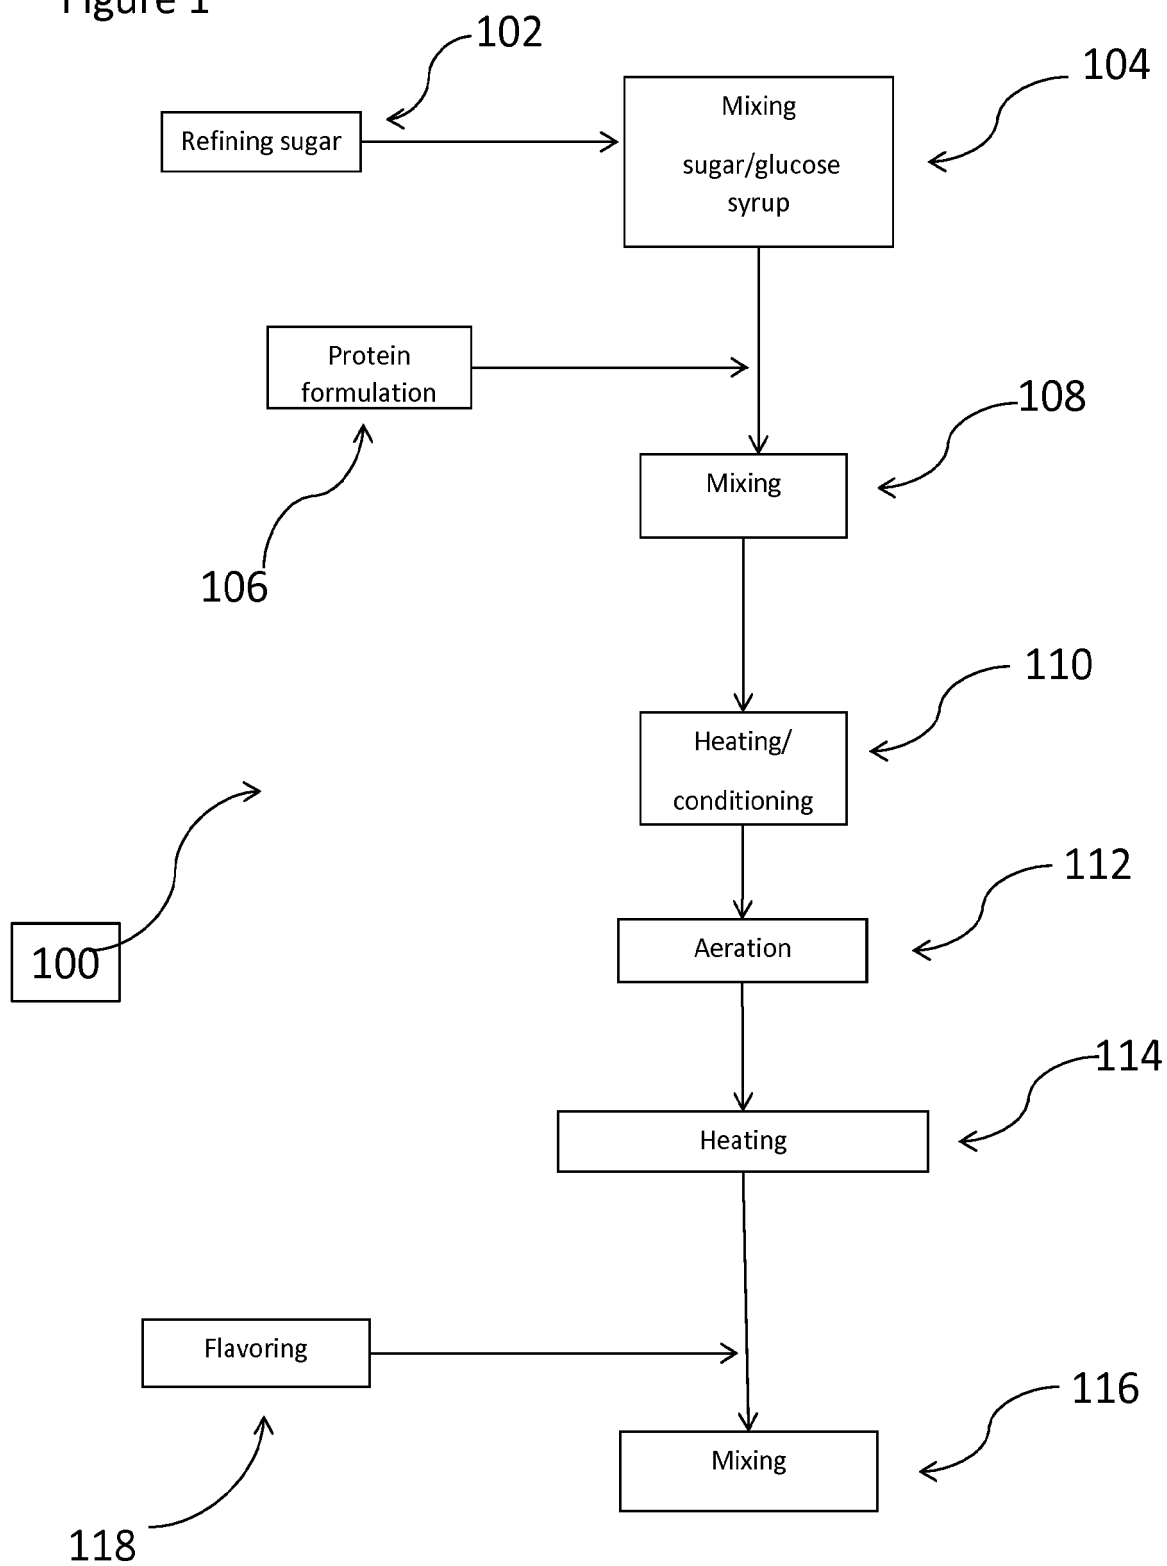 Figure 1
102
104
Refining sugar
Mixing
sugar/glucose
syrup
Protein
formulation
108
Mixing
106
110
Heating/
conditioning
112
Aeration
100
114
Heating
Flavoring
116
Mixing
118